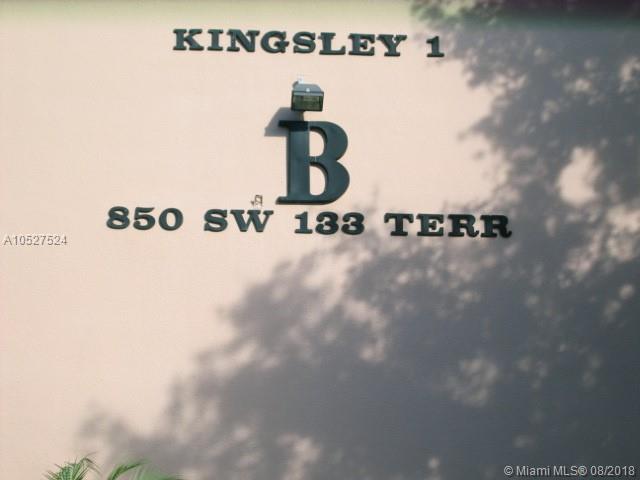 KINGSLEY 1
B
850 SW 133 TERR
A10527524
© Miami MLS® 08/2018